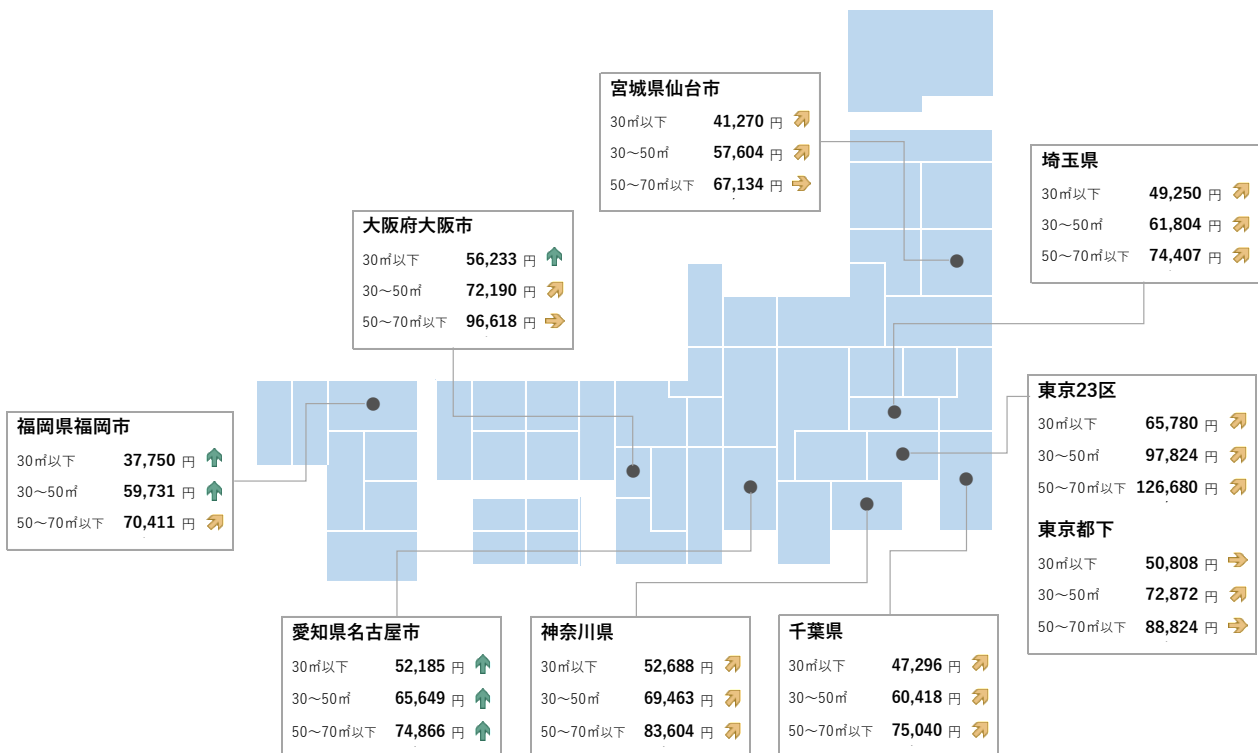 宮城県仙台市
30㎡以下 41,270 円
30～50㎡ 57,604 円
50～70㎡以下 67,134 円
埼玉県
30㎡以下 49,250 円
30～50㎡ 61,804 円
50～70㎡以下 74,407 円
大阪府大阪市
30㎡以下 56,233 円
30～50㎡ 72,190 円
50～70㎡以下 96,618 円
東京23区
30㎡以下 65,780 円
30～50㎡ 97,824 円
50～70㎡以下 126,680 円
東京都下
30㎡以下 50,808 円
30～50㎡ 72,872 円
50～70㎡以下 88,824 円
福岡県福岡市
30㎡以下 37,750 円
30～50㎡ 59,731 円
50～70㎡以下 70,411 円
愛知県名古屋市
30㎡以下 52,185 円
30～50㎡ 65,649 円
50～70㎡以下 74,866 円
神奈川県
30㎡以下 52,688 円
30～50㎡ 69,463 円
50～70㎡以下 83,604 円
千葉県
30㎡以下 47,296 円
30～50㎡ 60,418 円
50～70㎡以下 75,040 円